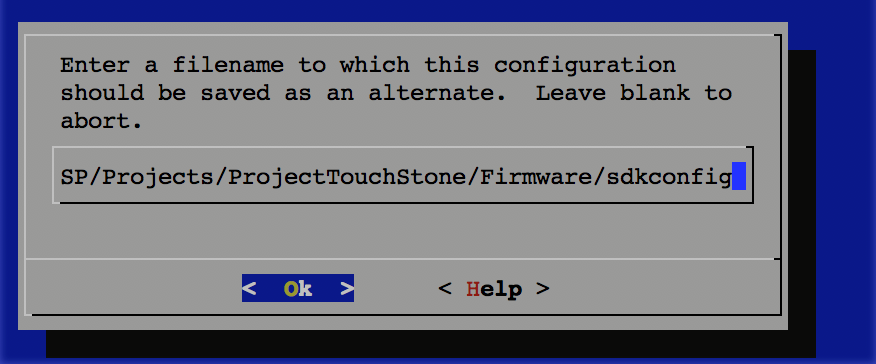 Enter a filename to which this configuration
should be saved as an alternate.  Leave blank to
abort.
SP/Projects/ProjectTouchStone/Firmware/sdkconfig
<  Ok  > < Help >